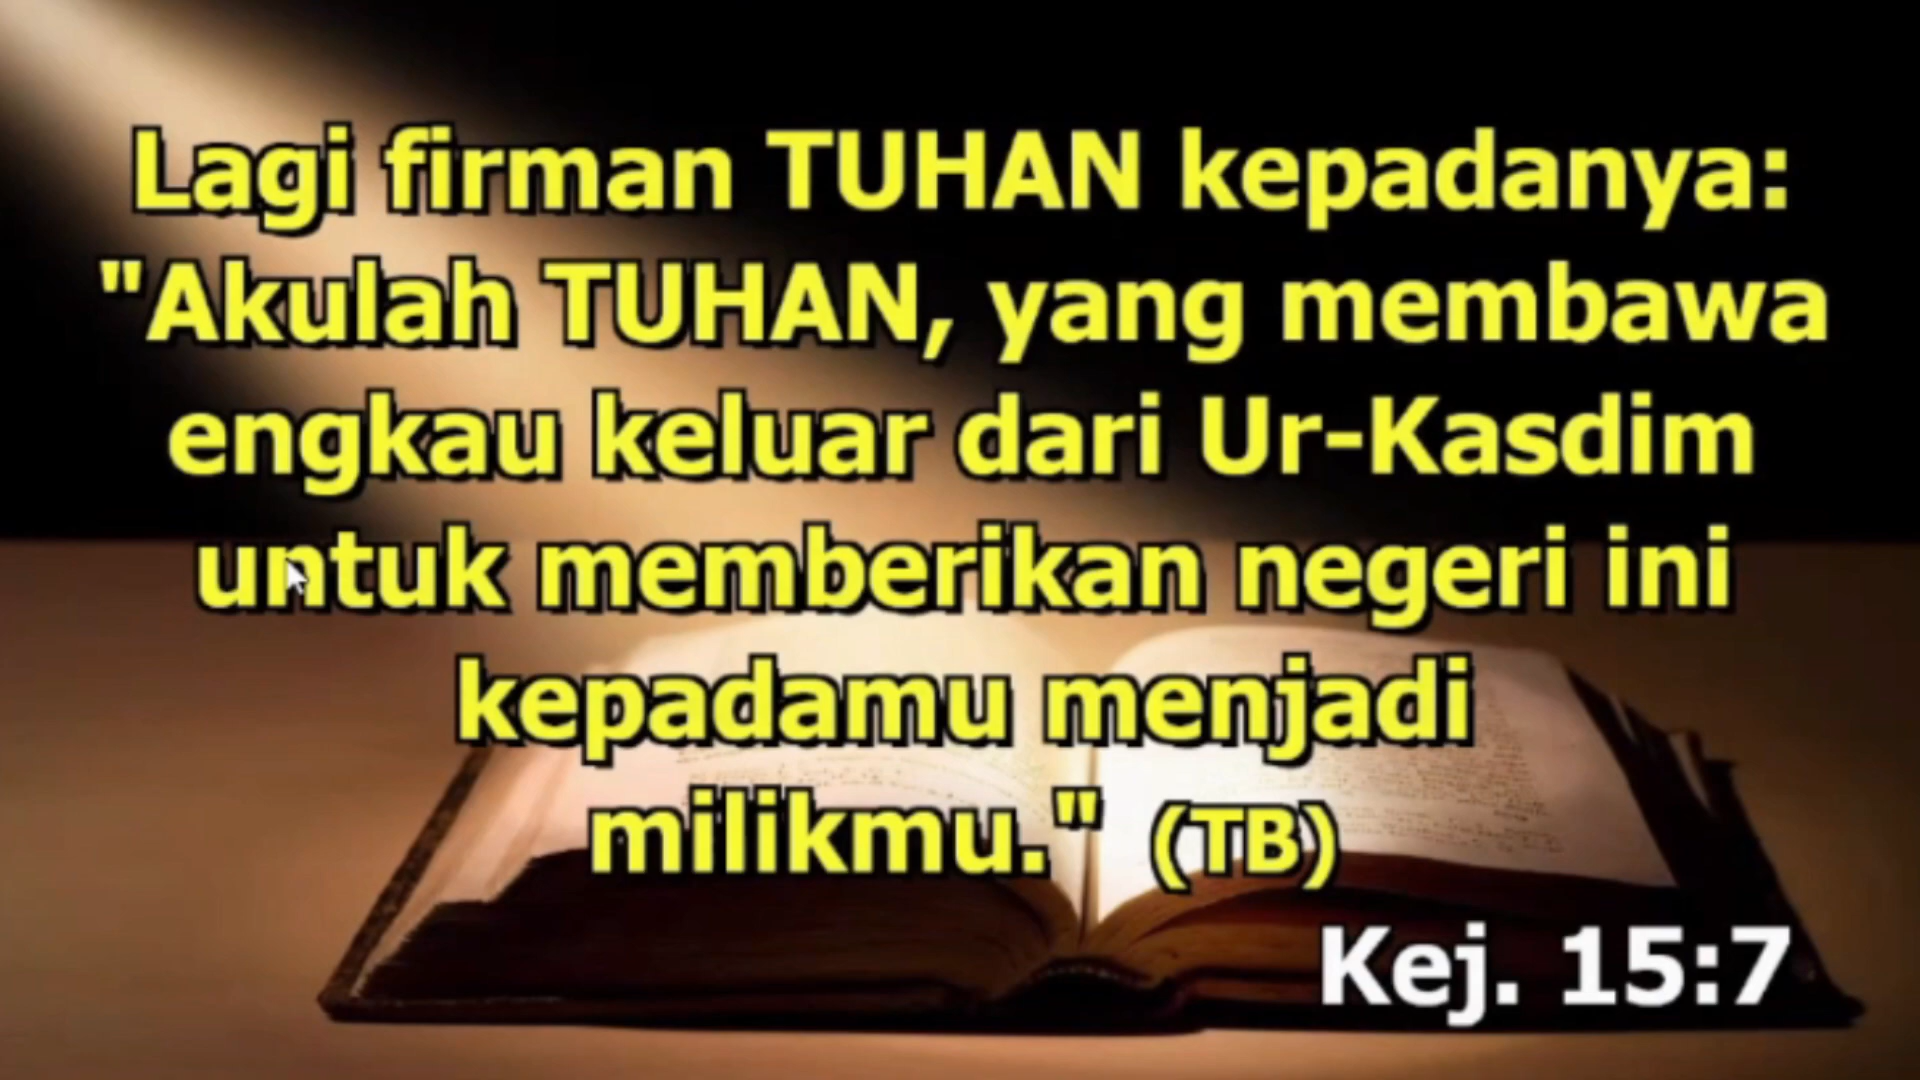 Lagi firman TUHAN kepadanya:
"Akulah TUHAN, yang membawa
engkau keluar dari Ur-Kasdim
untuk memberikan negeri ini
kepadamu menjadi
milikmu." (TB)
Kej. 15:7